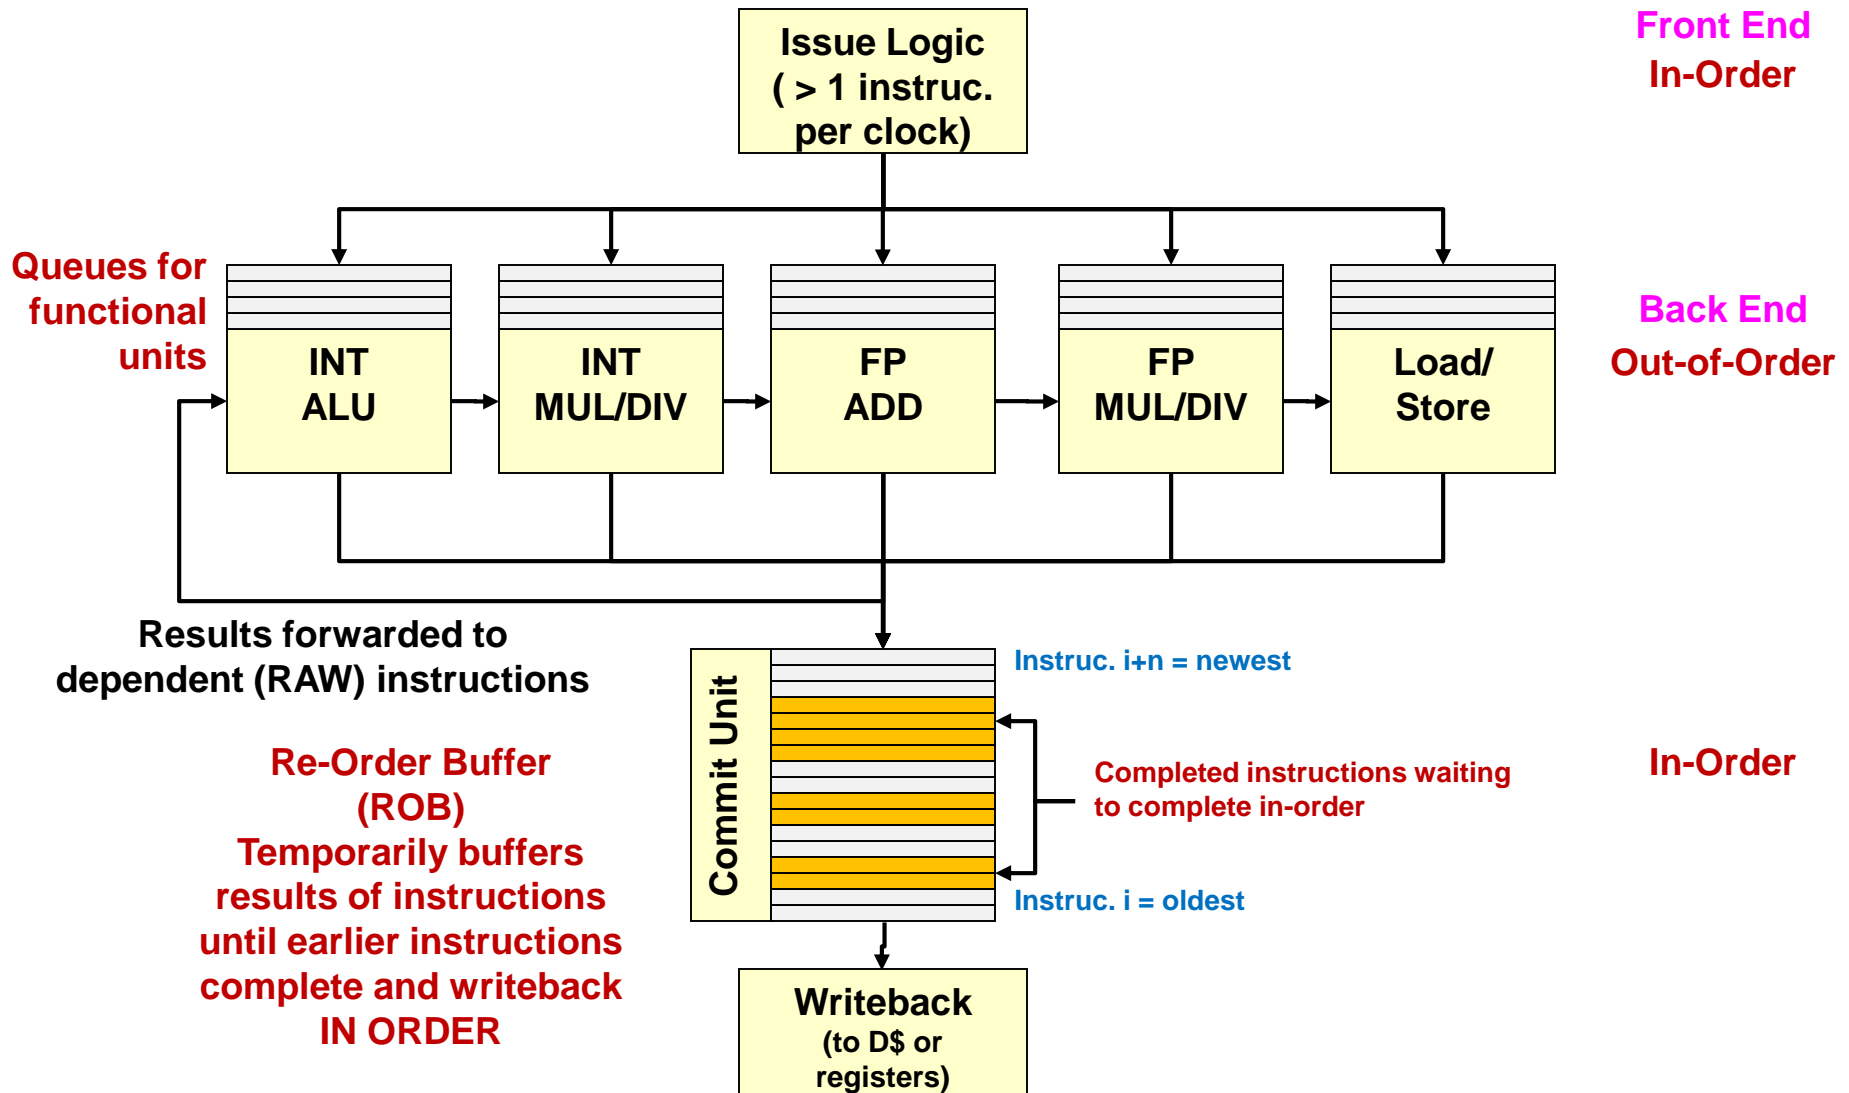 Issue Logic
( > 1 instruc.
per clock)
Front End
In-Order
Queues for
functional
units
INT
ALU
INT
MUL/DIV
FP
ADD
FP
MUL/DIV
Load/
Store
Back End
Out-of-Order
Results forwarded to
dependent (RAW) instructions
Re-Order Buffer
(ROB)
Temporarily buffers
results of instructions
until earlier instructions
complete and writeback
IN ORDER
Commit Unit
Instruc. i+n = newest
Completed instructions waiting
to complete in-order
Instruc. i = oldest
In-Order
Writeback
(to D$ or
registers)